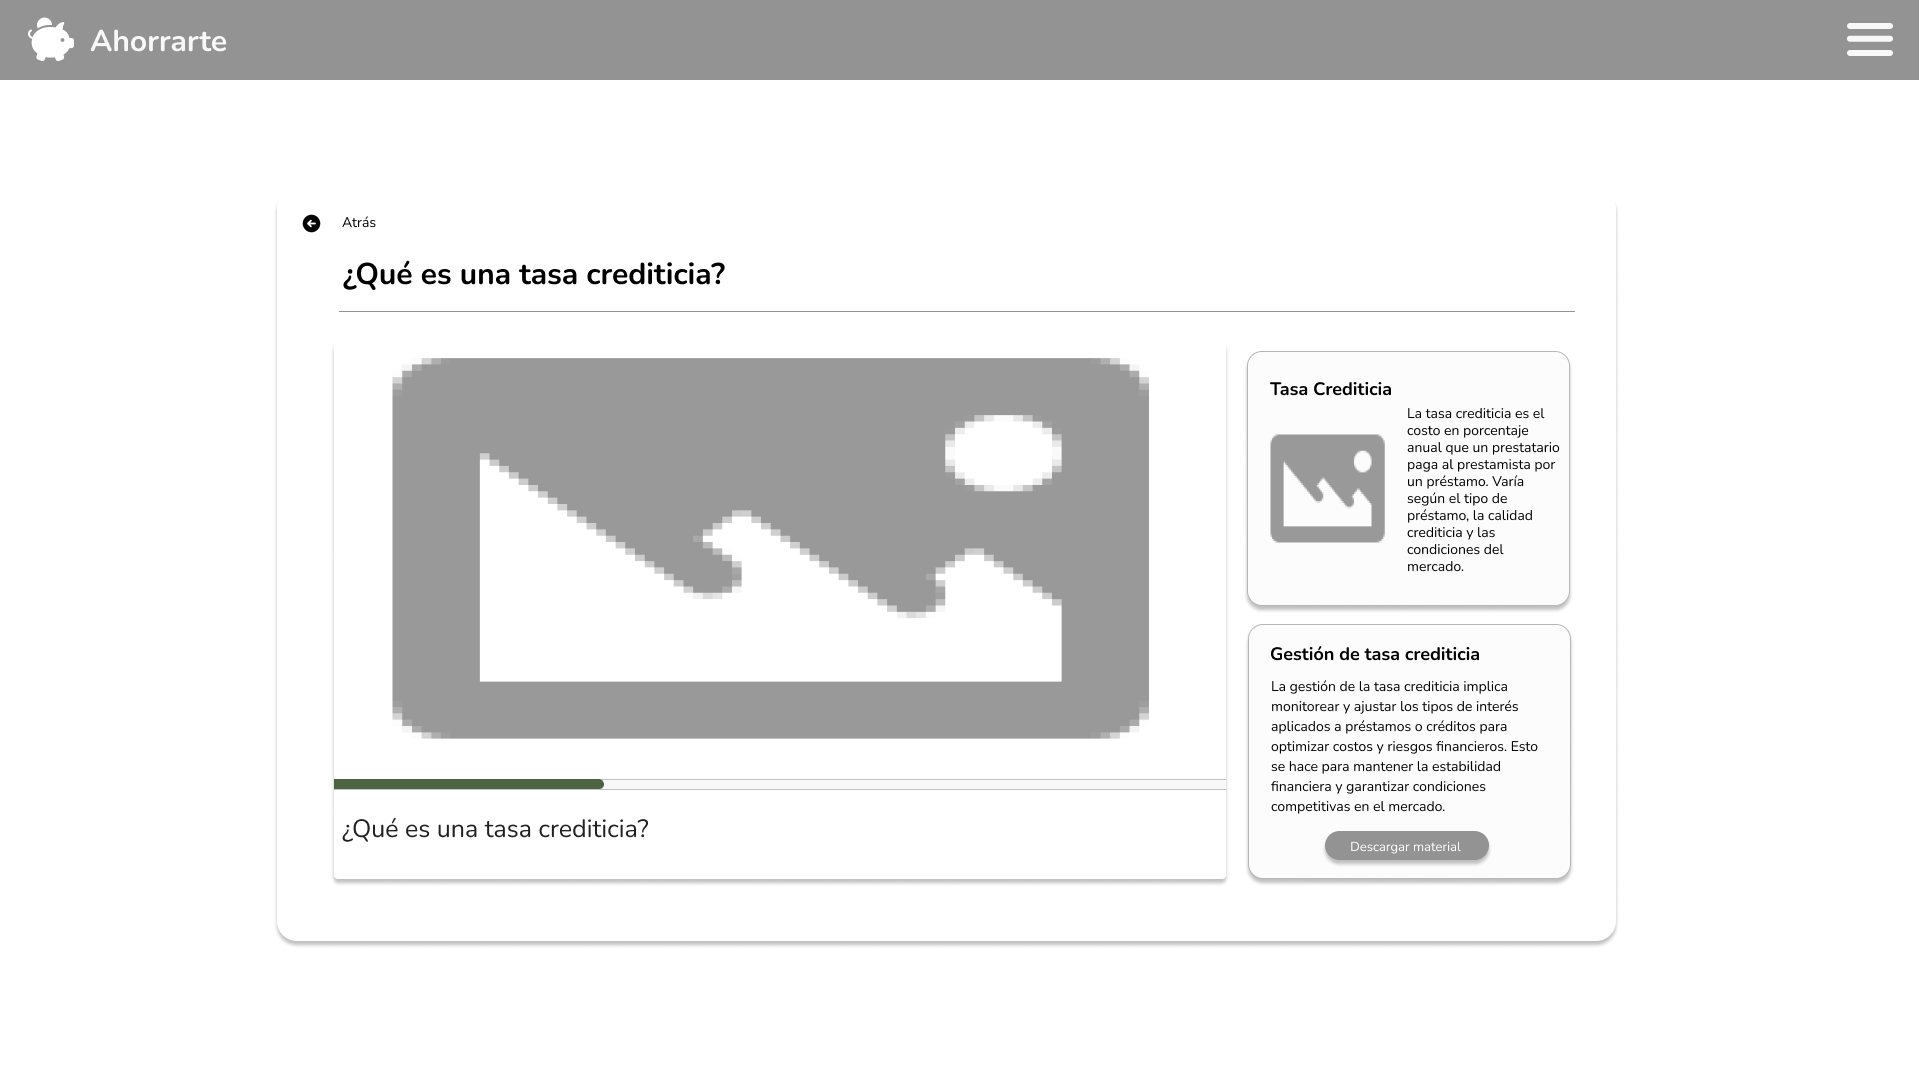 Ahorrarte
Atrás
¿Qué es una tasa crediticia?
¿Qué es una tasa crediticia?
Tasa Crediticia
La tasa crediticia es el
costo en porcentaje
anual que un prestatario
paga al prestamista por
un préstamo. Varía
según el tipo de
préstamo, la calidad
crediticia y las
condiciones del
mercado.
Gestión de tasa crediticia
La gestión de la tasa crediticia implica
monitorear y ajustar los tipos de interés
aplicados a préstamos o créditos para
optimizar costos y riesgos financieros. Esto
se hace para mantener la estabilidad
financiera y garantizar condiciones
competitivas en el mercado.
Descargar material